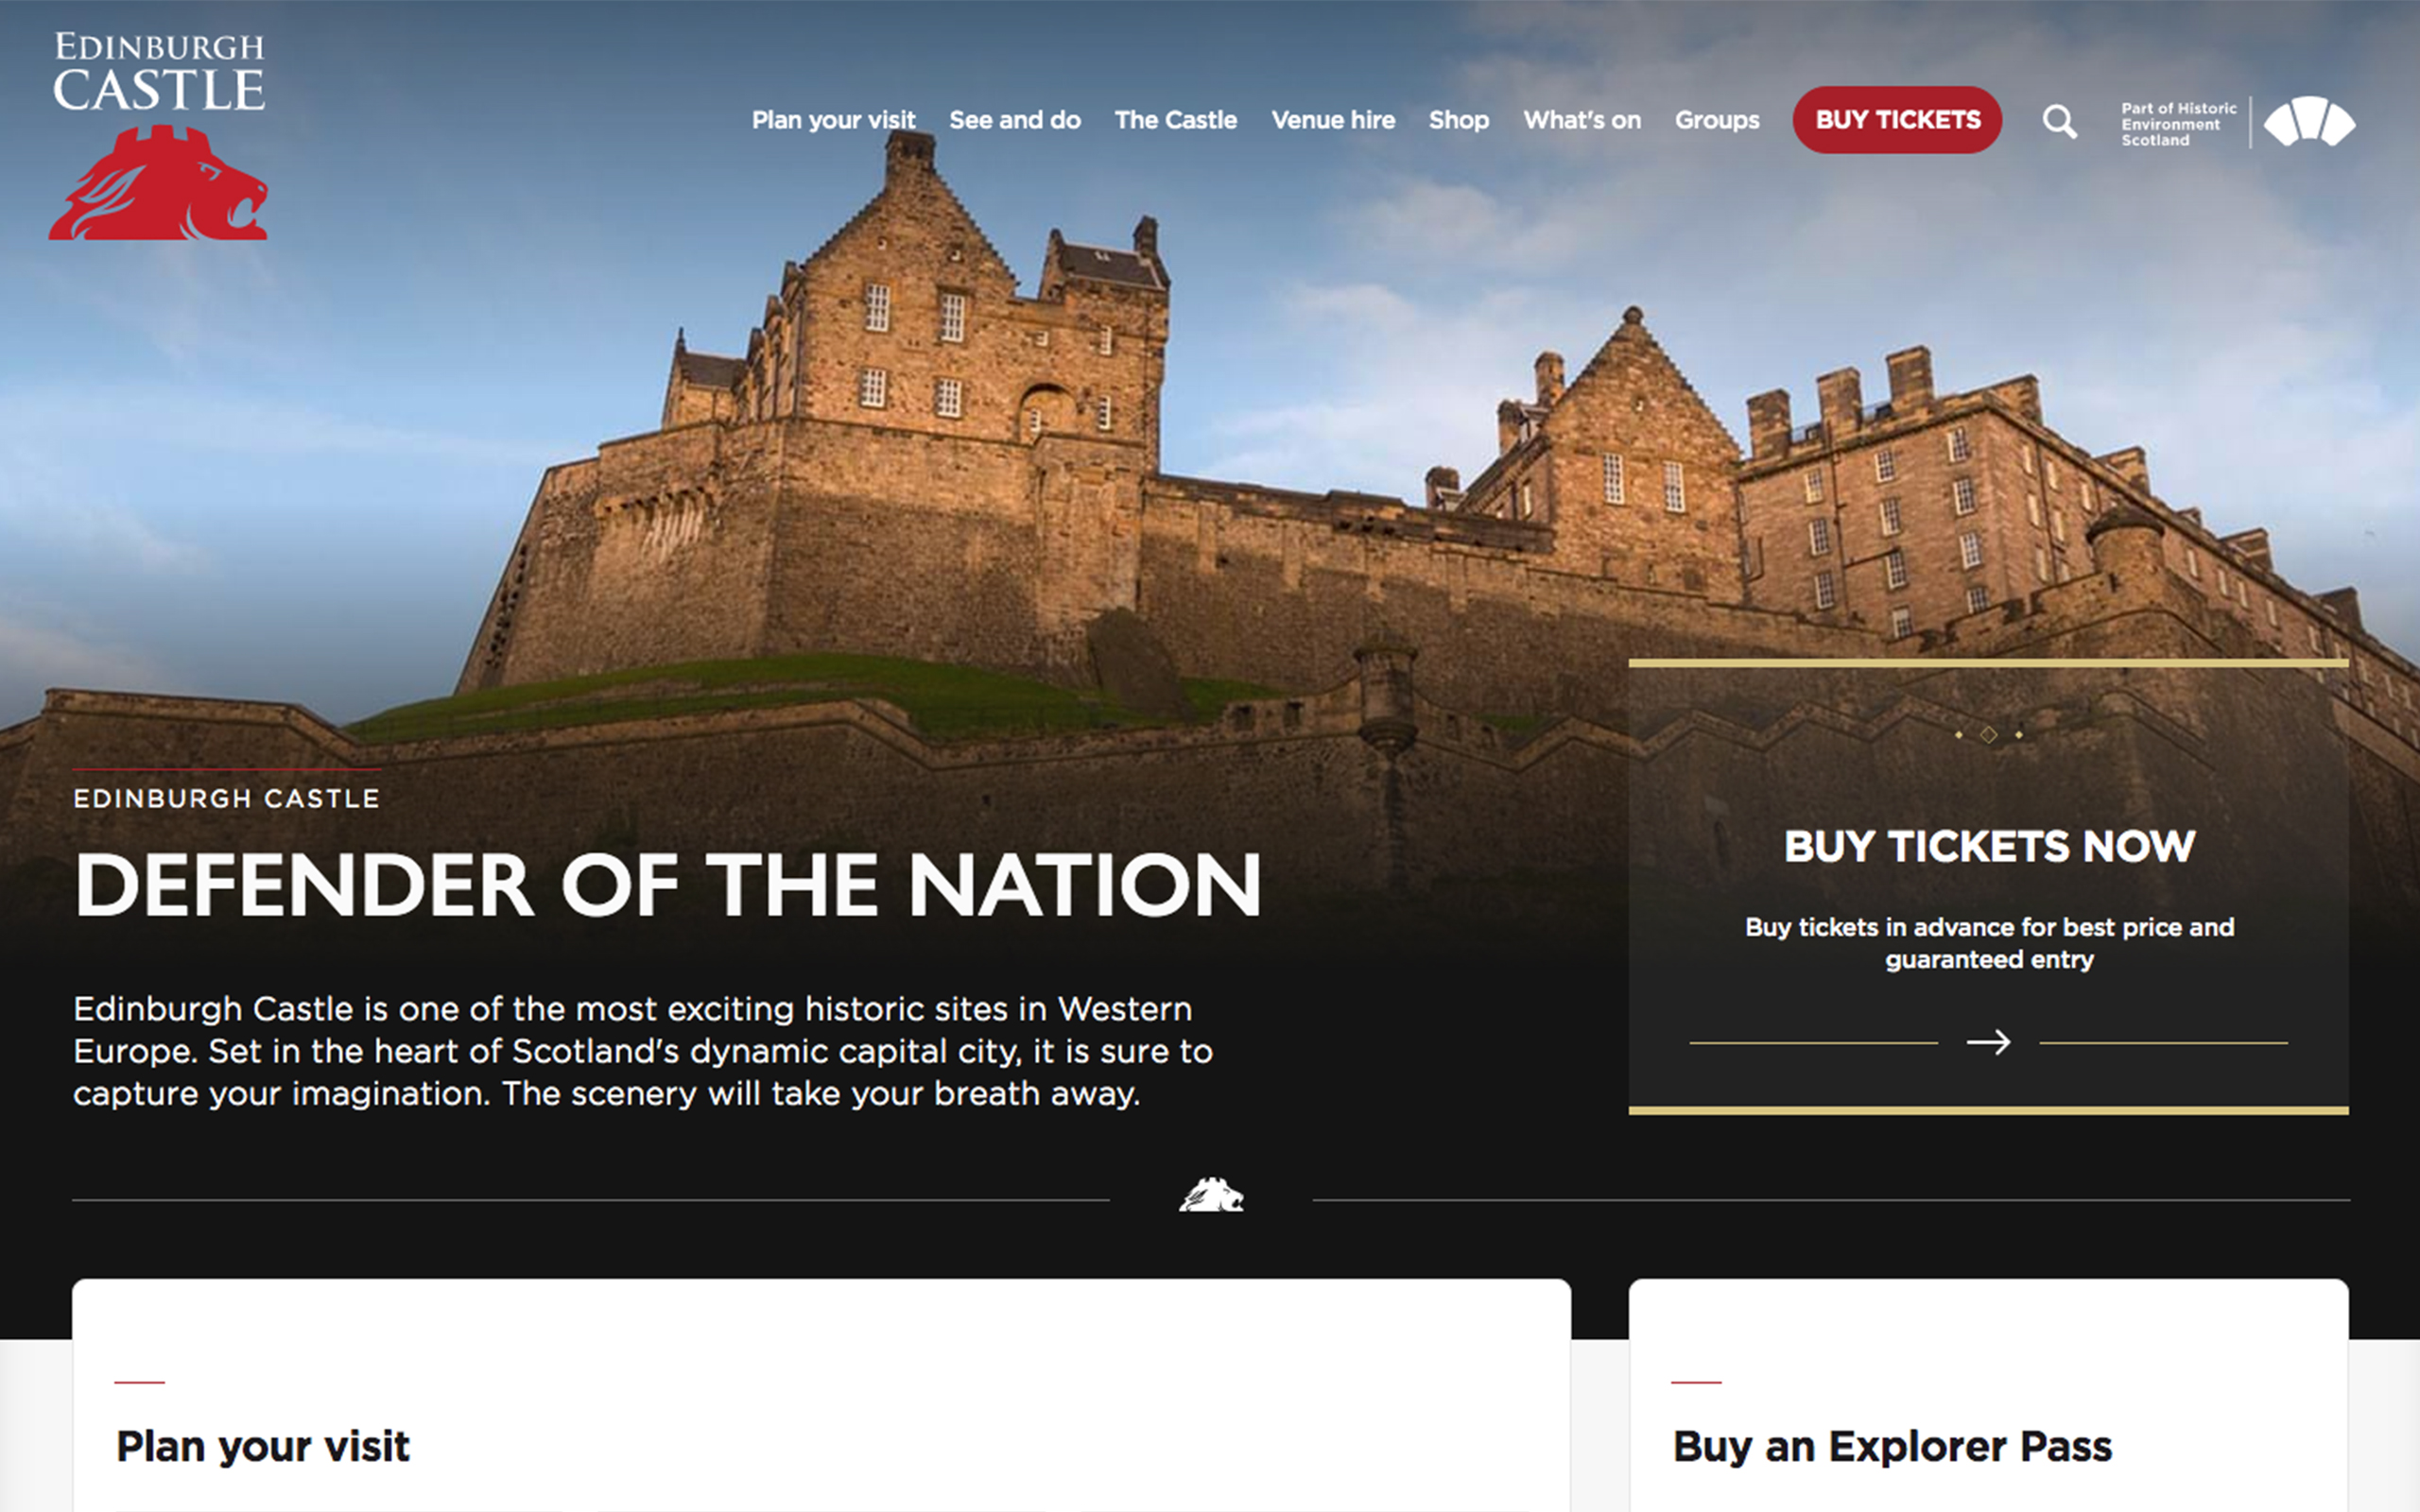 EDINBURGH
CASTLE
Plan your visit
See and do
The Castle
Venue hire
Shop
What's on
Groups
BUY TICKETS
Part of Historic
Environment
Scotland
EDINBURGH CASTLE
DEFENDER OF THE NATION
Edinburgh Castle is one of the most exciting historic sites in Western
Europe. Set in the heart of Scotland's dynamic capital city, it is sure to
capture your imagination. The scenery will take your breath away.
BUY TICKETS NOW
Buy tickets in advance for best price and
guaranteed entry
Plan your visit
Buy an Explorer Pass